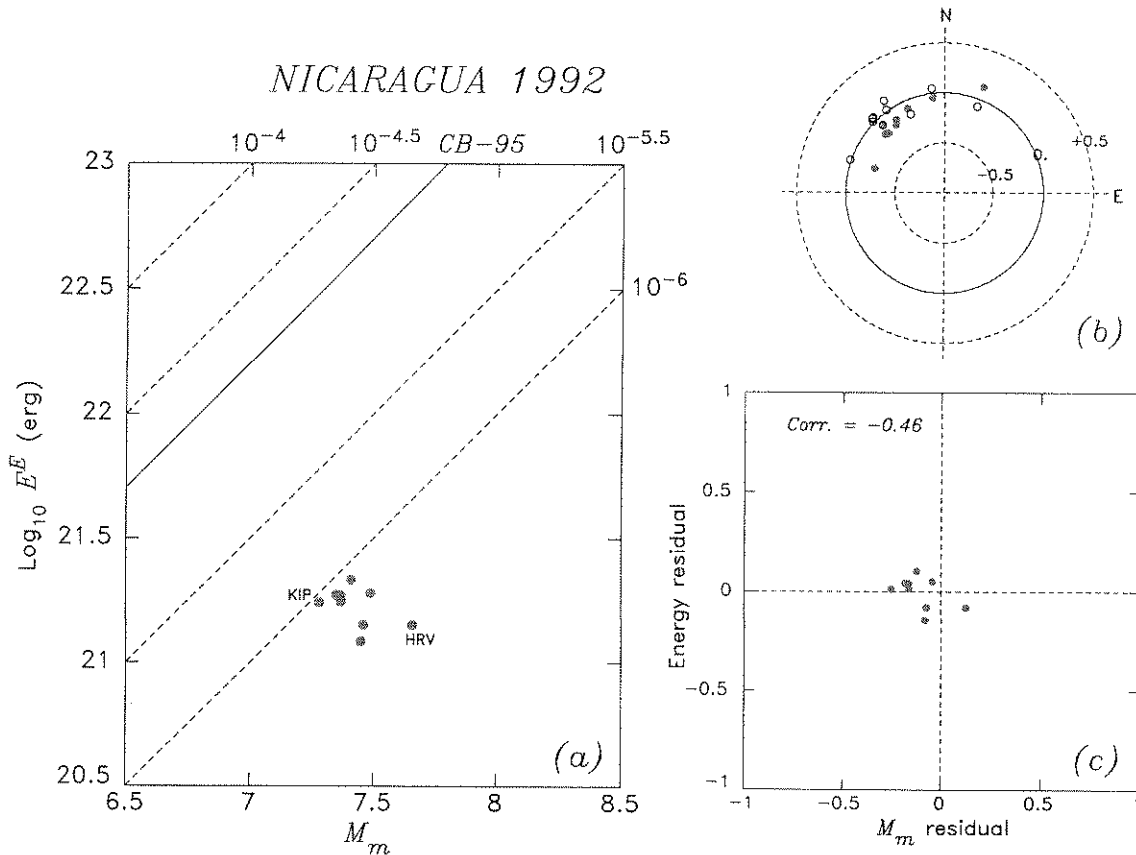 NICARAGUA 1992
10^-4
10^-4.5
CB-95
10^-5.5
23
22.5
22
21.5
21
20.5
10^-6
Log10 E^E (erg)
KIP
HRV
(a)
6.5 7 7.5 8 8.5
M_m
N
+0.5
0.
-0.5
E
(b)
1
0.5
0
-0.5
-1
Corr. = -0.46
Energy residual
(c)
-1 -0.5 0 0.5 1
M_m residual